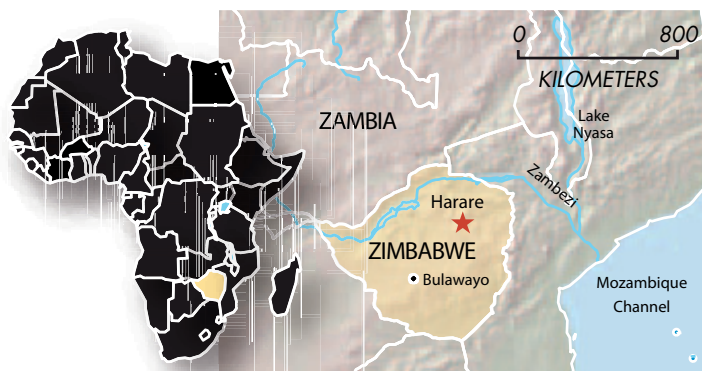 0 800
KILOMETERS
ZAMBIA
Lake
Nyasa
Zambezi
Harare
ZIMBABWE
Bulawayo
Mozambique
Channel